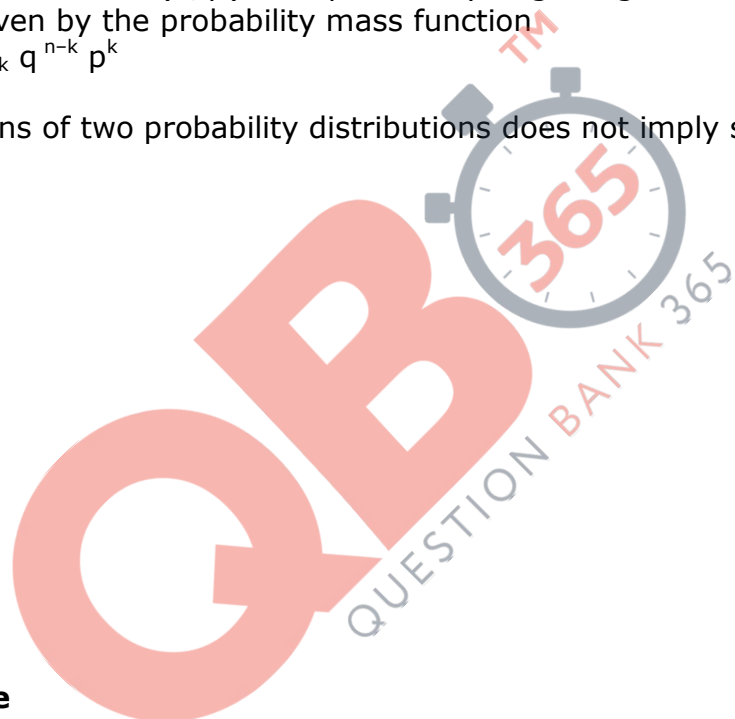 ven by the probability mass function
k q n–k pk
ns of two probability distributions does not imply s
TM
365
QB
QUESTION BANK 365
e